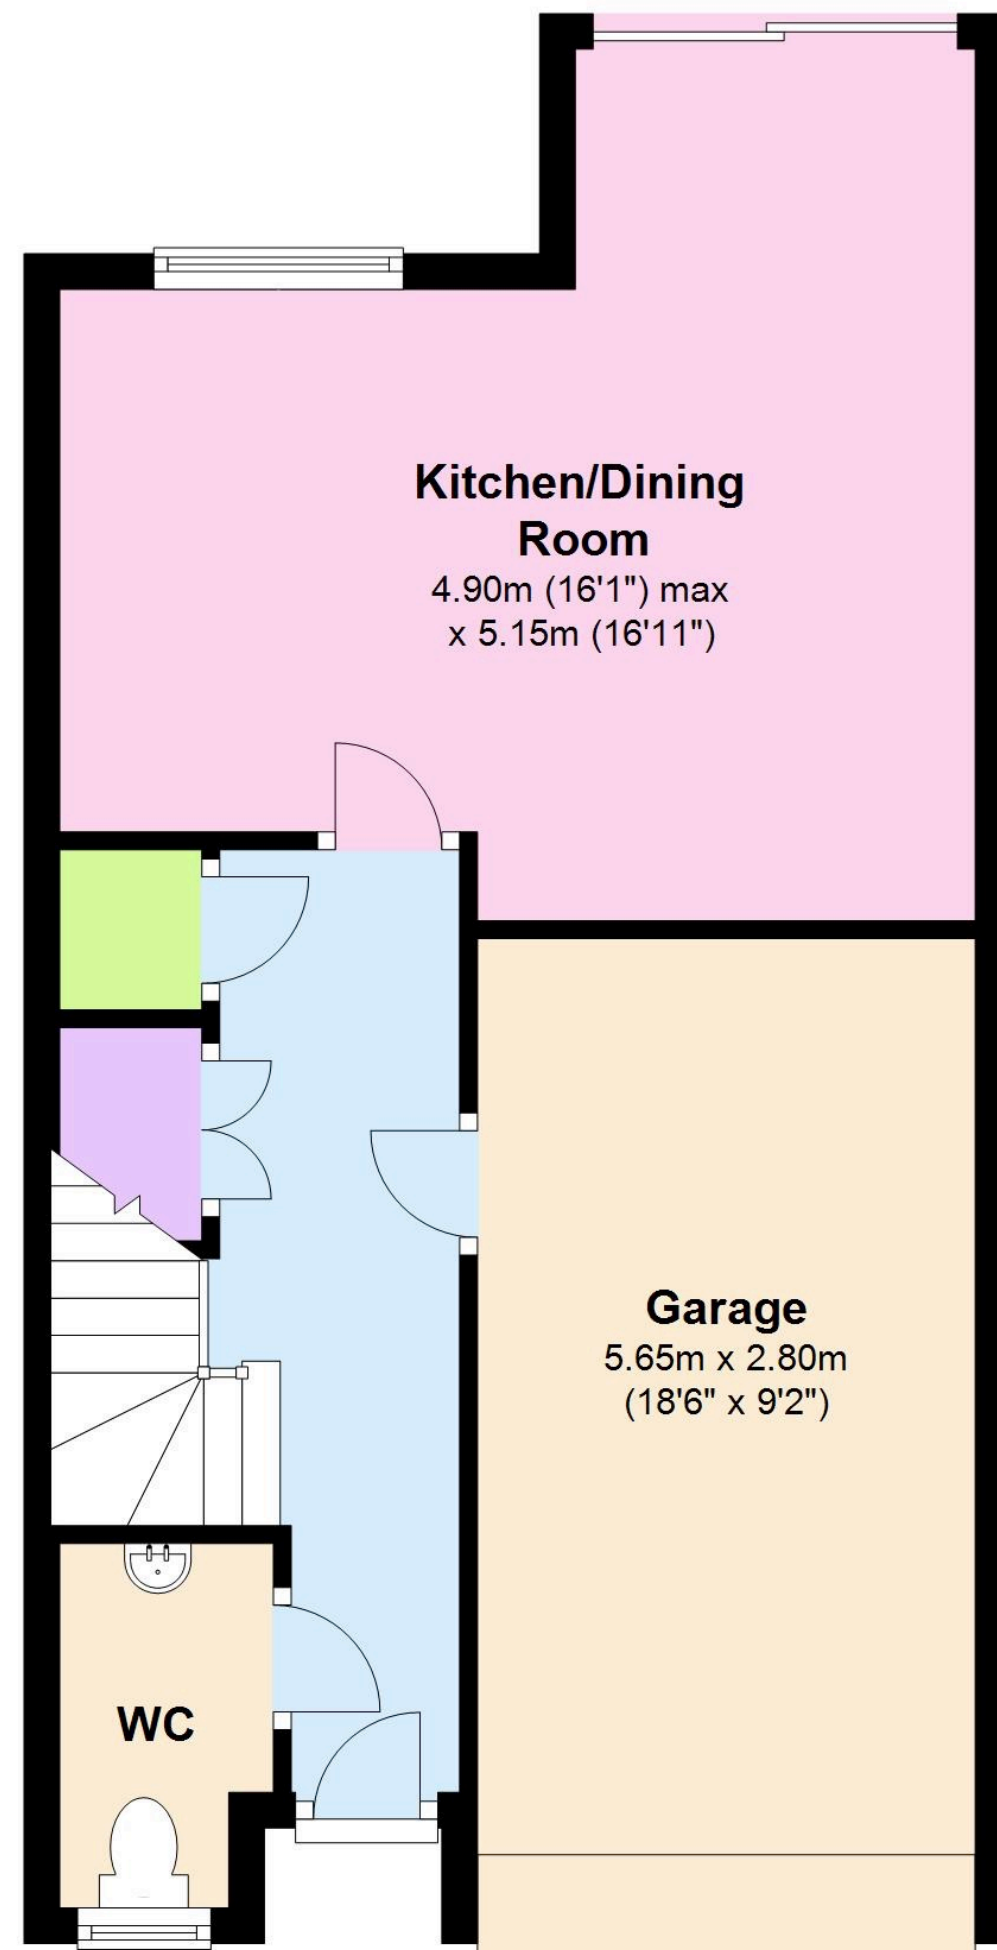 Kitchen/Dining
Room
4.90m (16'1") max
x 5.15m (16'11")
Garage
5.65m x 2.80m
(18'6" x 9'2")
WC